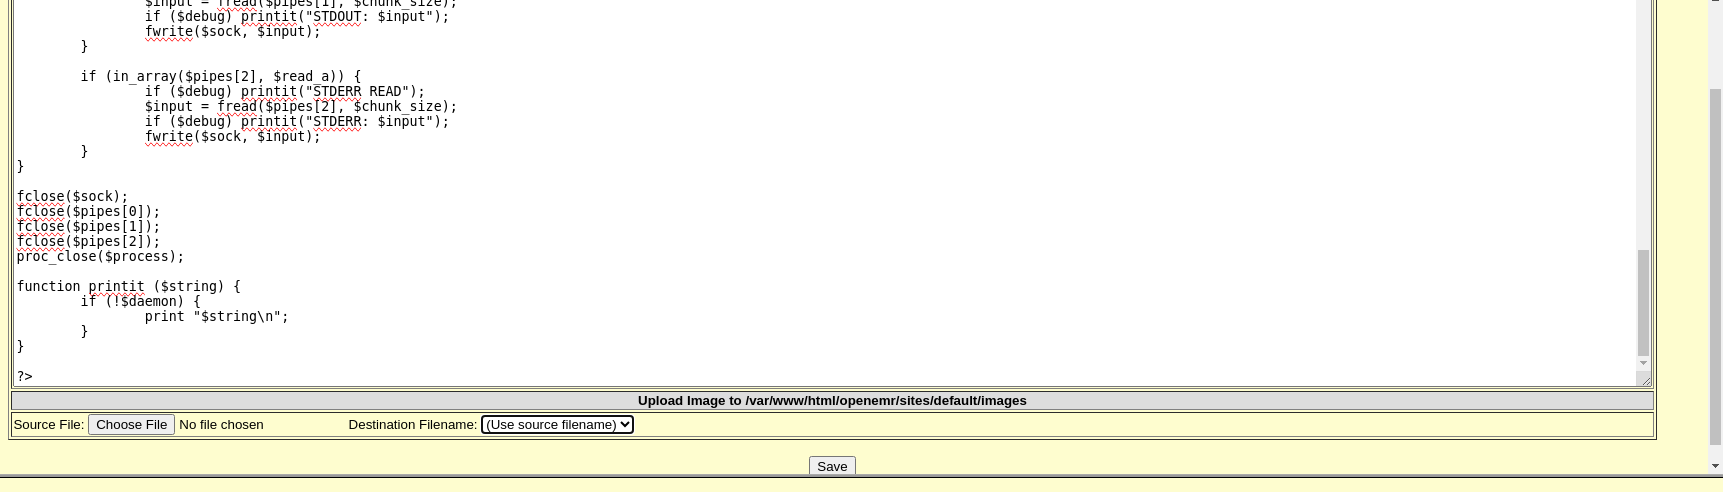 $input = fread($pipes[1], $chunk_size);
if ($debug) printit("STDOUT: $input");
fwrite($sock, $input);
}
if (in_array($pipes[2], $read_a)) {
if ($debug) printit("STDERR READ");
$input = fread($pipes[2], $chunk_size);
if ($debug) printit("STDERR: $input");
fwrite($sock, $input);
}
}
fclose($sock);
fclose($pipes[0]);
fclose($pipes[1]);
fclose($pipes[2]);
proc_close($process);
function printit ($string) {
if (!$daemon) {
print "$string\n";
}
}
?>
Upload Image to /var/www/html/openemr/sites/default/images
Source File: Choose File No file chosen Destination Filename: (Use source filename)
Save